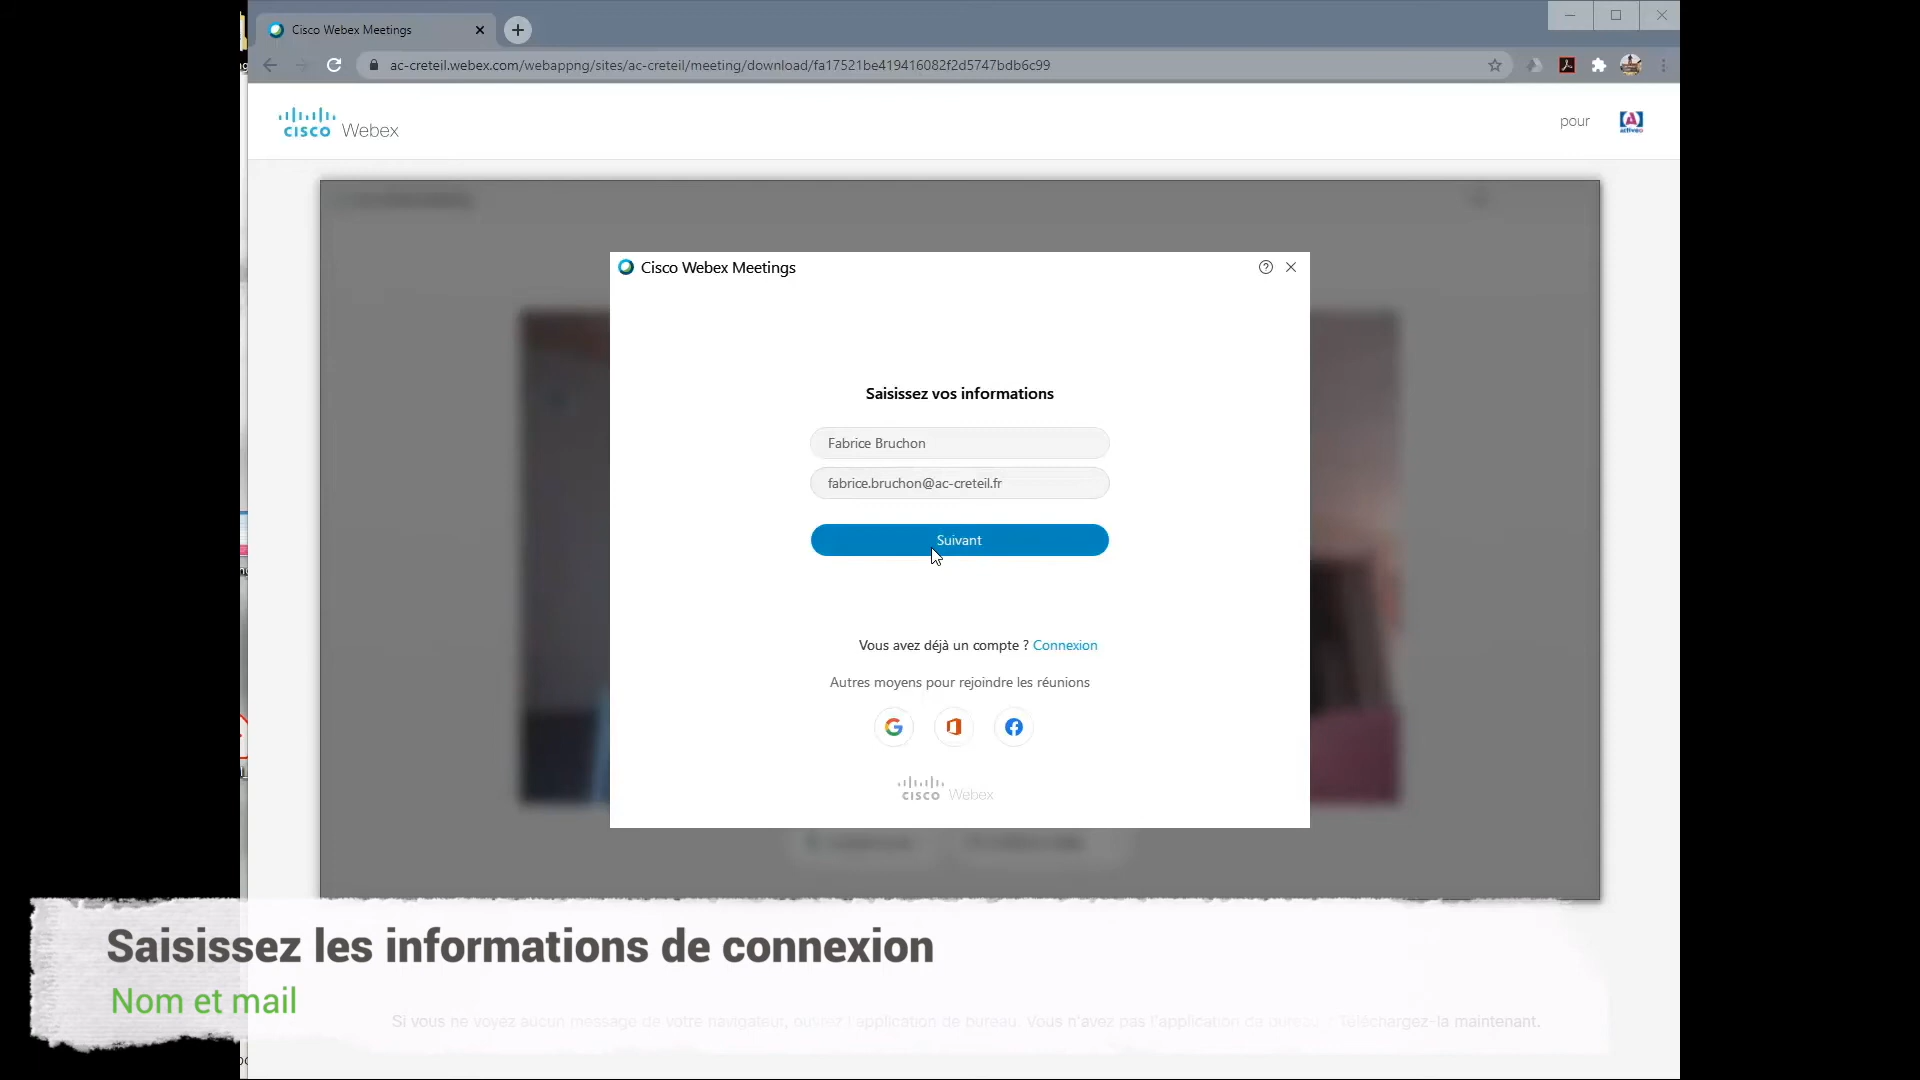 Cisco Webex Meetings
ac-creteil.webex.com/webappng/sites/ac-creteil/meeting/download/fa17521be419416082f2d5747bdb6c99
cisco Webex
pour
activeo
Cisco Webex Meetings
Saisissez vos informations
Fabrice Bruchon
fabrice.bruchon@ac-creteil.fr
Suivant
Vous avez déjà un compte ? Connexion
Autres moyens pour rejoindre les réunions
cisco Webex
Saisissez les informations de connexion
Nom et mail
Si vous ne voyez aucun message de votre navigateur, ouvrez l'application de bureau. Vous n'avez pas l'application de bureau ? Téléchargez-la maintenant.